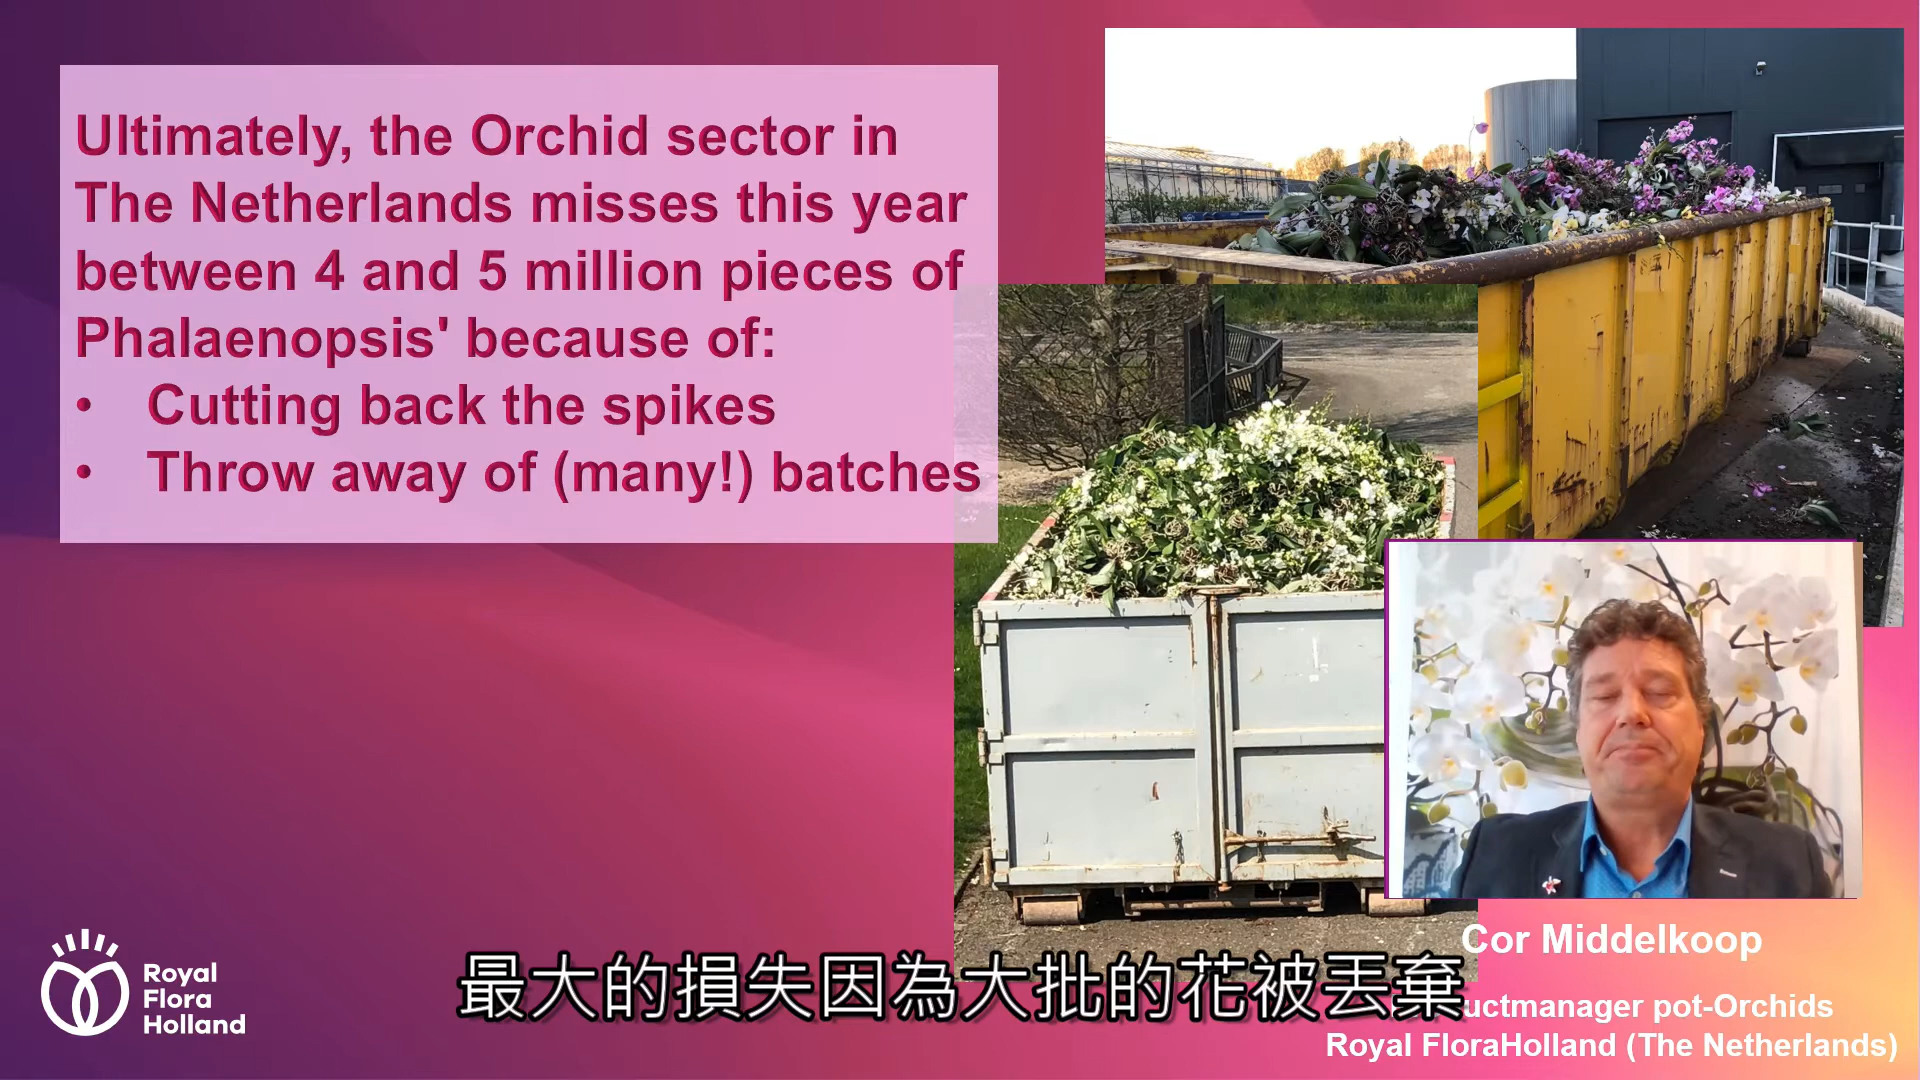 Ultimately, the Orchid sector in
The Netherlands misses this year
between 4 and 5 million pieces of
Phalaenopsis' because of:
• Cutting back the spikes
• Throw away of (many!) batches
Cor Middelkoop
uctmanager pot-Orchids
Royal FloraHolland (The Netherlands)
最大的損失因為大批的花被丟棄
Royal
Flora
Holland